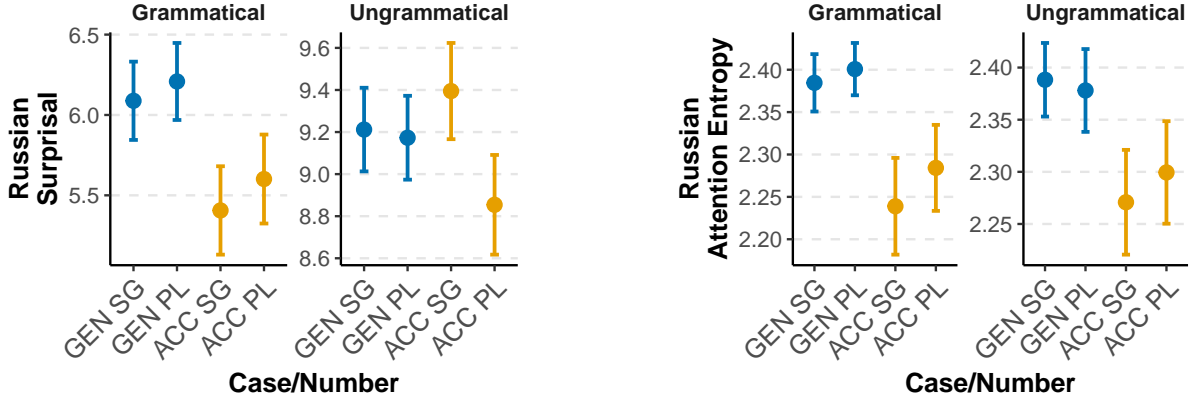 Grammatical
Ungrammatical
Russian
Surprisal
6.5
6.0
5.5
9.6
9.4
9.2
9.0
8.8
8.6
GEN SG
GEN PL
ACC SG
ACC PL
GEN SG
GEN PL
ACC SG
ACC PL
Case/Number
Grammatical
Ungrammatical
Russian
Attention Entropy
2.40
2.35
2.30
2.25
2.20
2.40
2.35
2.30
2.25
GEN SG
GEN PL
ACC SG
ACC PL
GEN SG
GEN PL
ACC SG
ACC PL
Case/Number